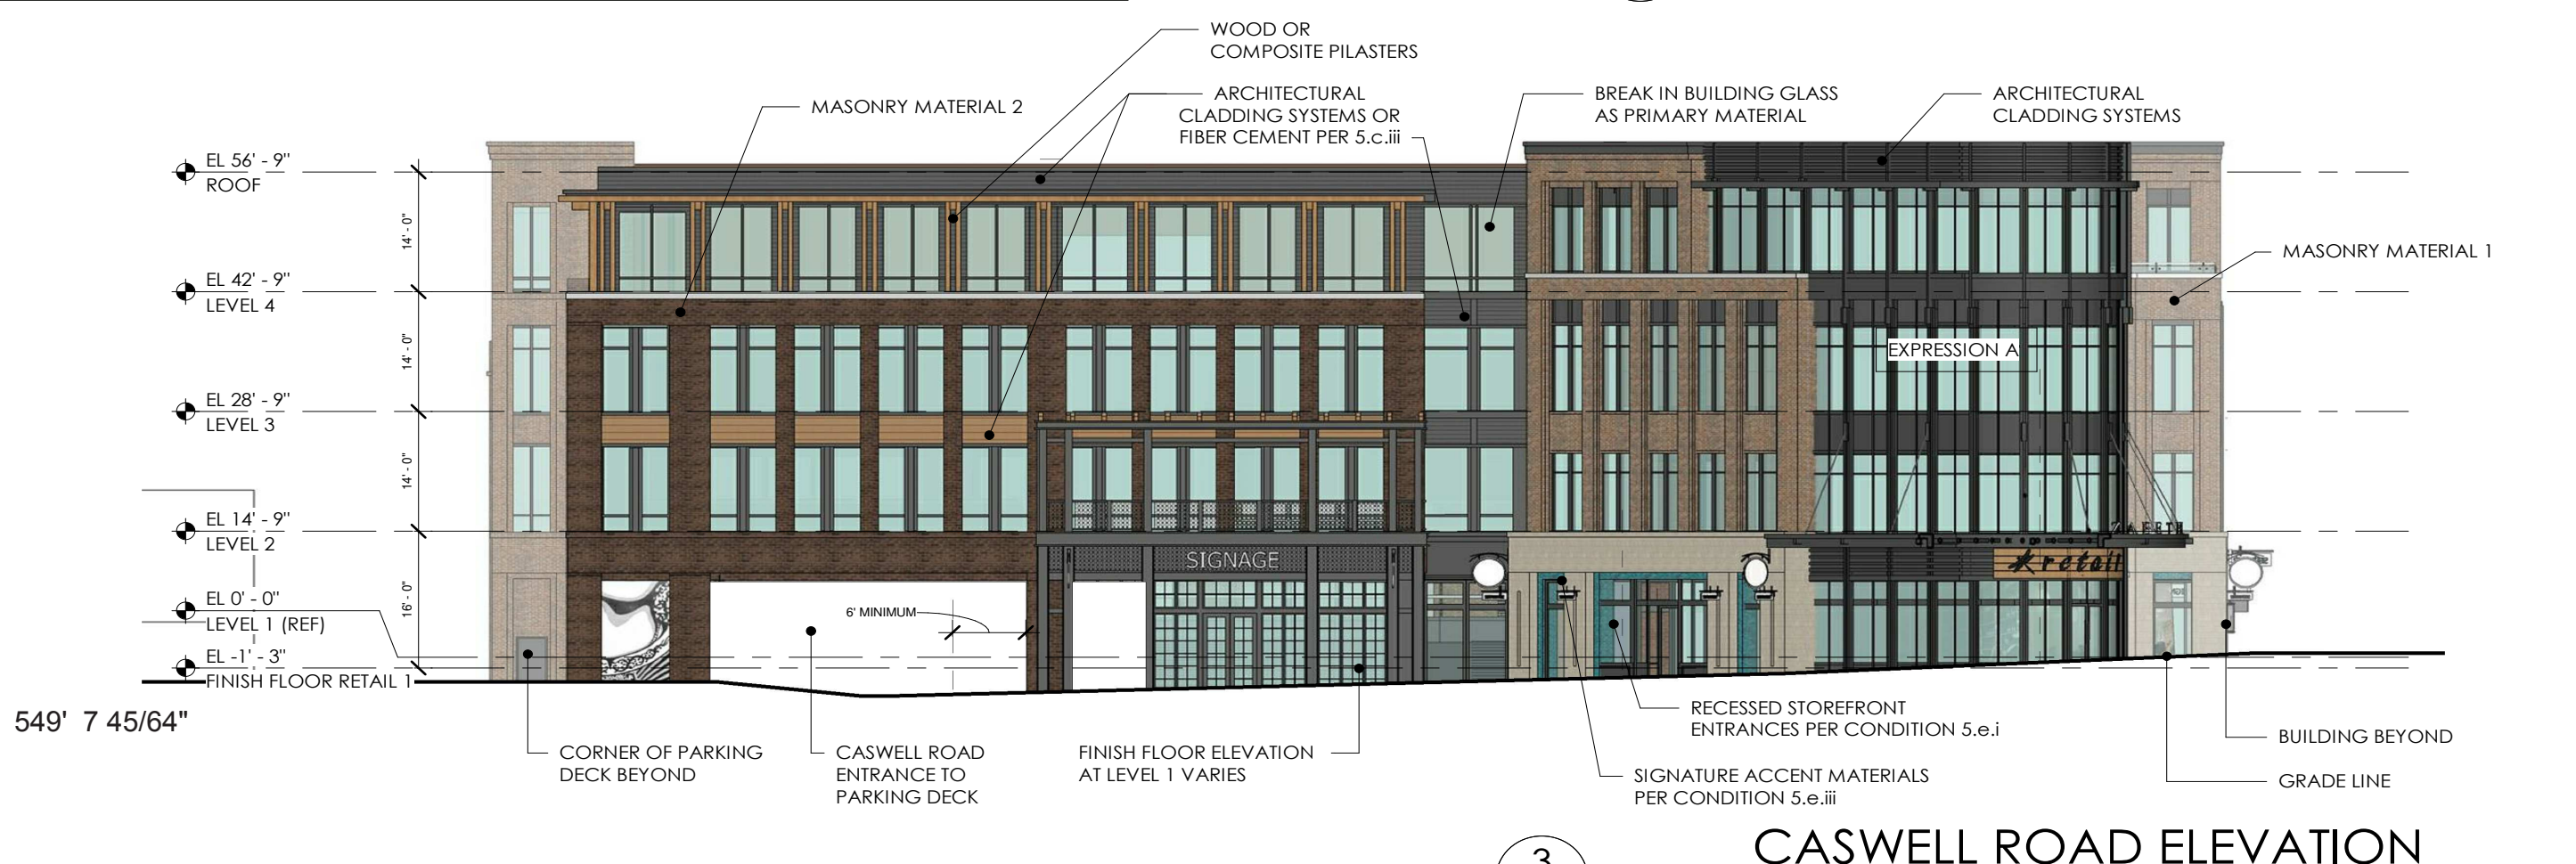 WOOD OR
COMPOSITE PILASTERS
MASONRY MATERIAL 2
ARCHITECTURAL
CLADDING SYSTEMS OR
FIBER CEMENT PER 5.c.iii
BREAK IN BUILDING GLASS
AS PRIMARY MATERIAL
ARCHITECTURAL
CLADDING SYSTEMS
MASONRY MATERIAL 1
EL 56' - 9"
ROOF
14' - 0"
EL 42' - 9"
LEVEL 4
14' - 0"
EXPRESSION A
EL 28' - 9"
LEVEL 3
14' - 0"
EL 14' - 9"
LEVEL 2
SIGNAGE
retail
EL 0' - 0"
LEVEL 1 (REF)
16' - 0"
6' MINIMUM
EL -1' - 3"
FINISH FLOOR RETAIL 1
549' 7 45/64"
CORNER OF PARKING
DECK BEYOND
CASWELL ROAD
ENTRANCE TO
PARKING DECK
FINISH FLOOR ELEVATION
AT LEVEL 1 VARIES
RECESSED STOREFRONT
ENTRANCES PER CONDITION 5.e.i
SIGNATURE ACCENT MATERIALS
PER CONDITION 5.e.iii
BUILDING BEYOND
GRADE LINE
3
CASWELL ROAD ELEVATION